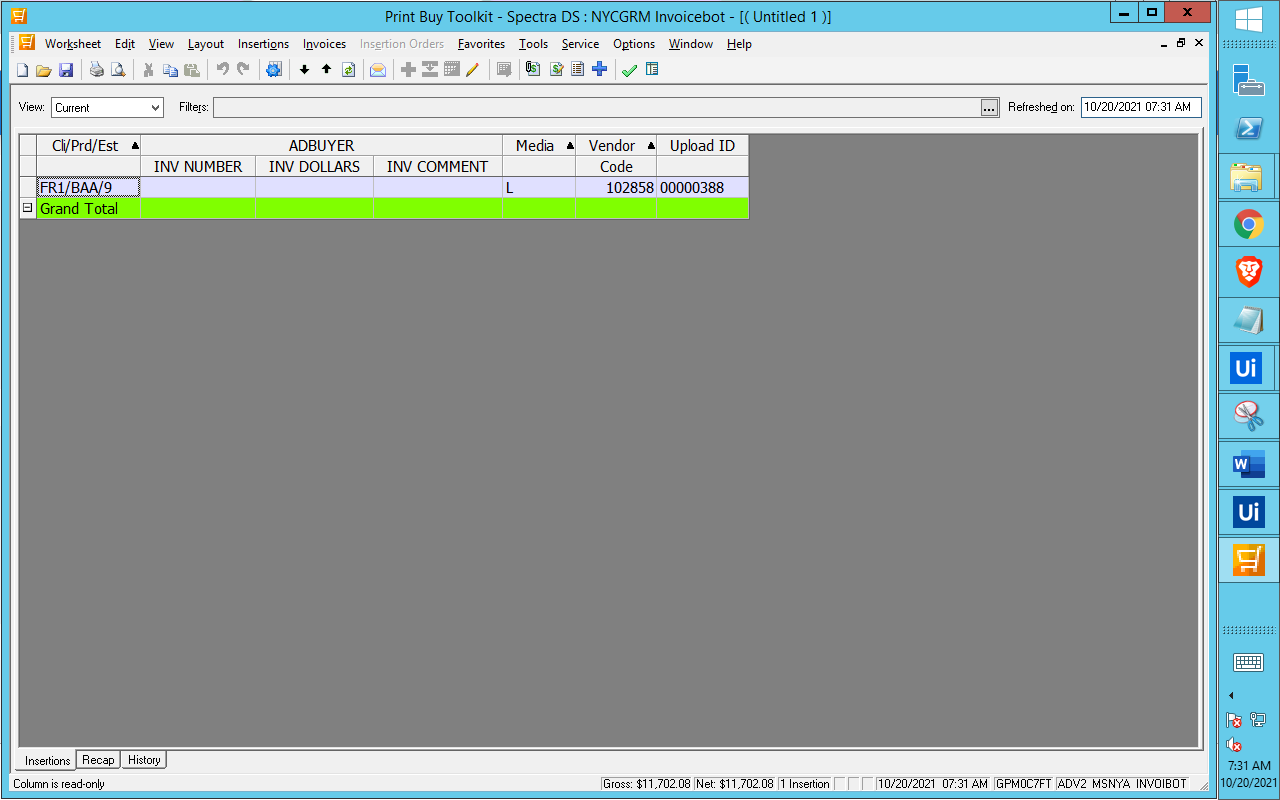 Print Buy Toolkit - Spectra DS : NYCGRM Invoicebot - [( Untitled 1 )]
Worksheet Edit View Layout Insertions Invoices Insertion Orders Favorites Tools Service Options Window Help
View: Current Filters: ... Refreshed on: 10/20/2021 07:31 AM
Cli/Prd/Est ADBUYER Media Vendor Upload ID
INV NUMBER INV DOLLARS INV COMMENT Code
FR1/BAA/9 L 102858 00000388
Grand Total
Ui
W
Ui
Insertions Recap History
Column is read-only Gross: $11,702.08 Net: $11,702.08 1 Insertion 10/20/2021 07:31 AM GPM0C7FT ADV2 MSNYA INVOIBOT
7:31 AM
10/20/2021